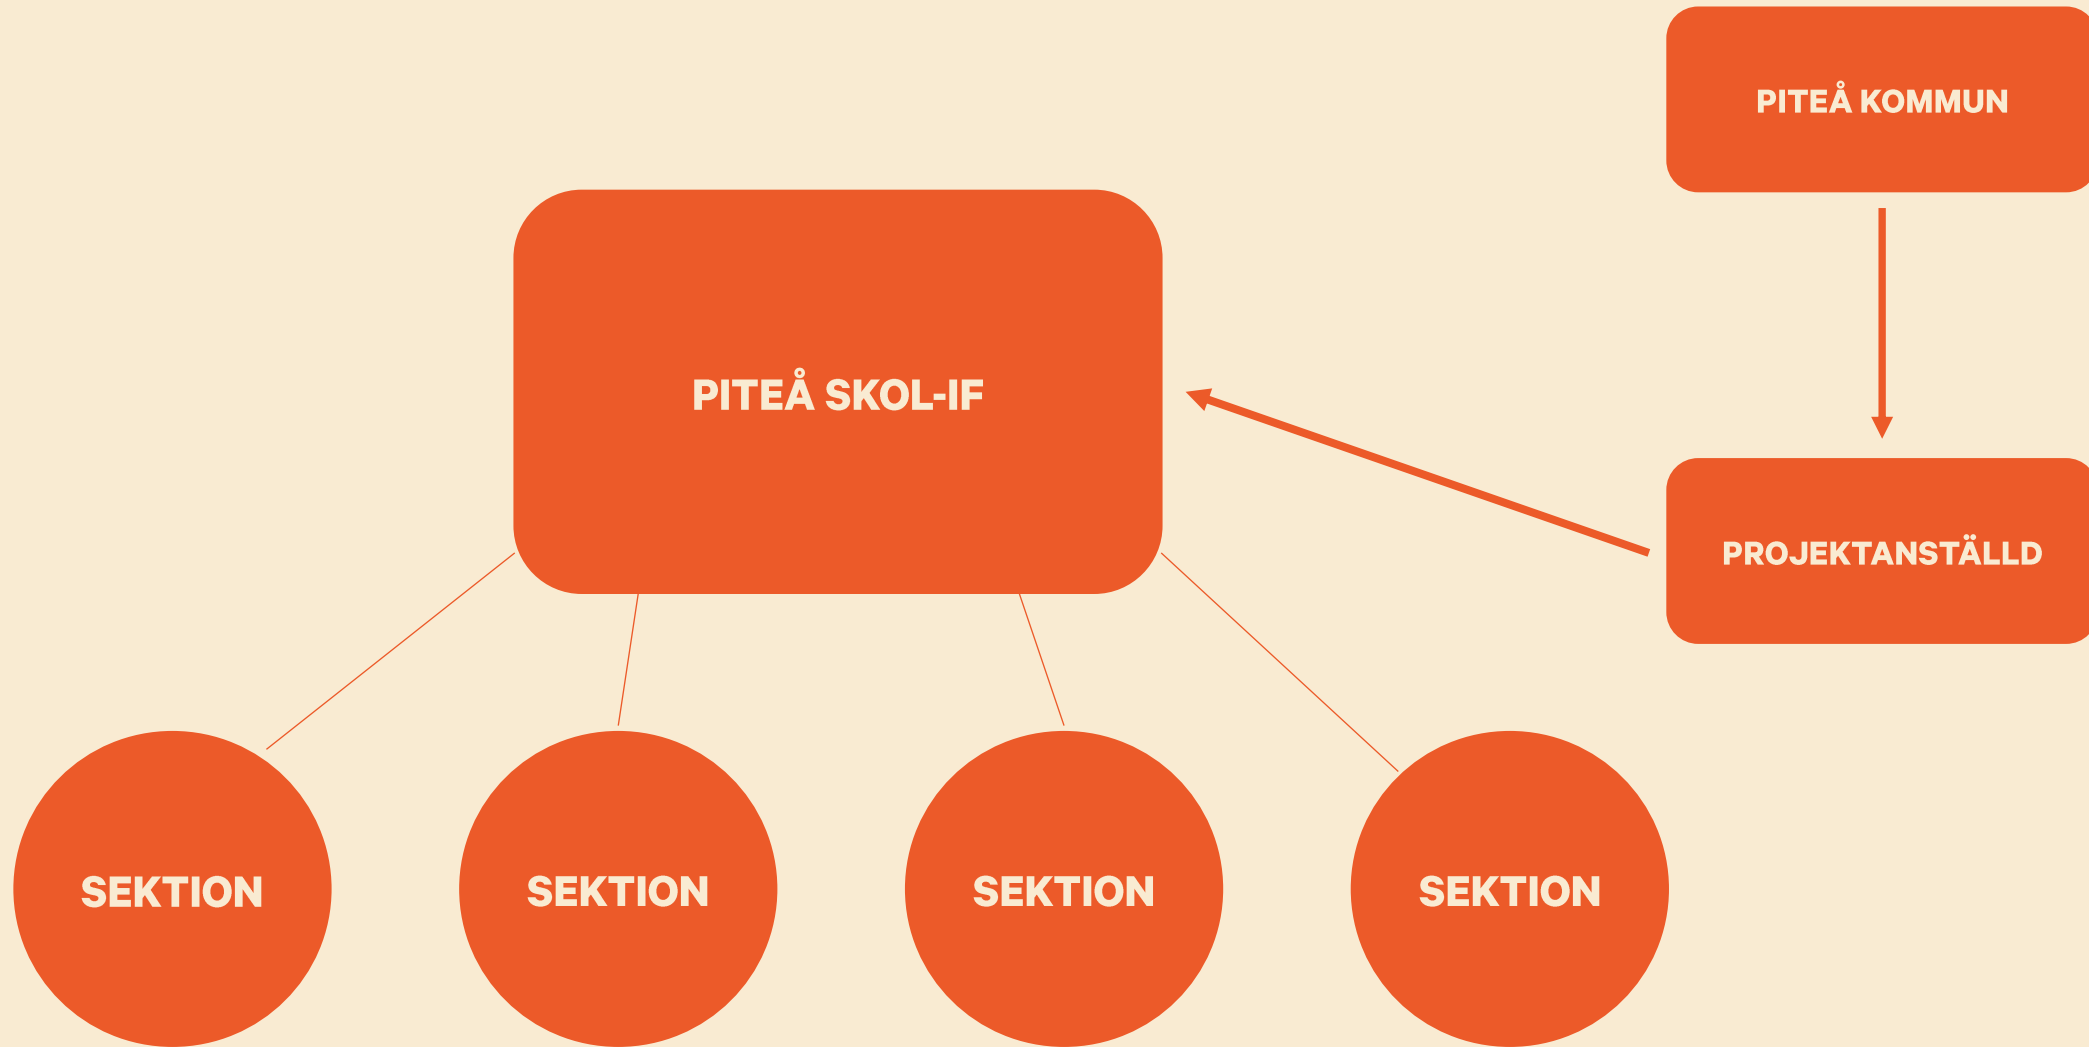 PITEÅ KOMMUN
PITEÅ SKOL-IF
PROJEKTANSTÄLLD
SEKTION
SEKTION
SEKTION
SEKTION